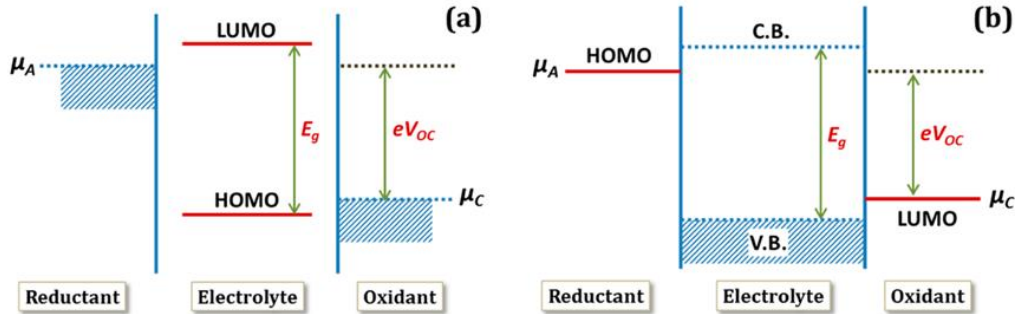 (a)
LUMO
μA
Eg
eVOC
HOMO
μC
Reductant
Electrolyte
Oxidant
(b)
C.B.
HOMO
μA
Eg
eVOC
μC
LUMO
V.B.
Reductant
Electrolyte
Oxidant